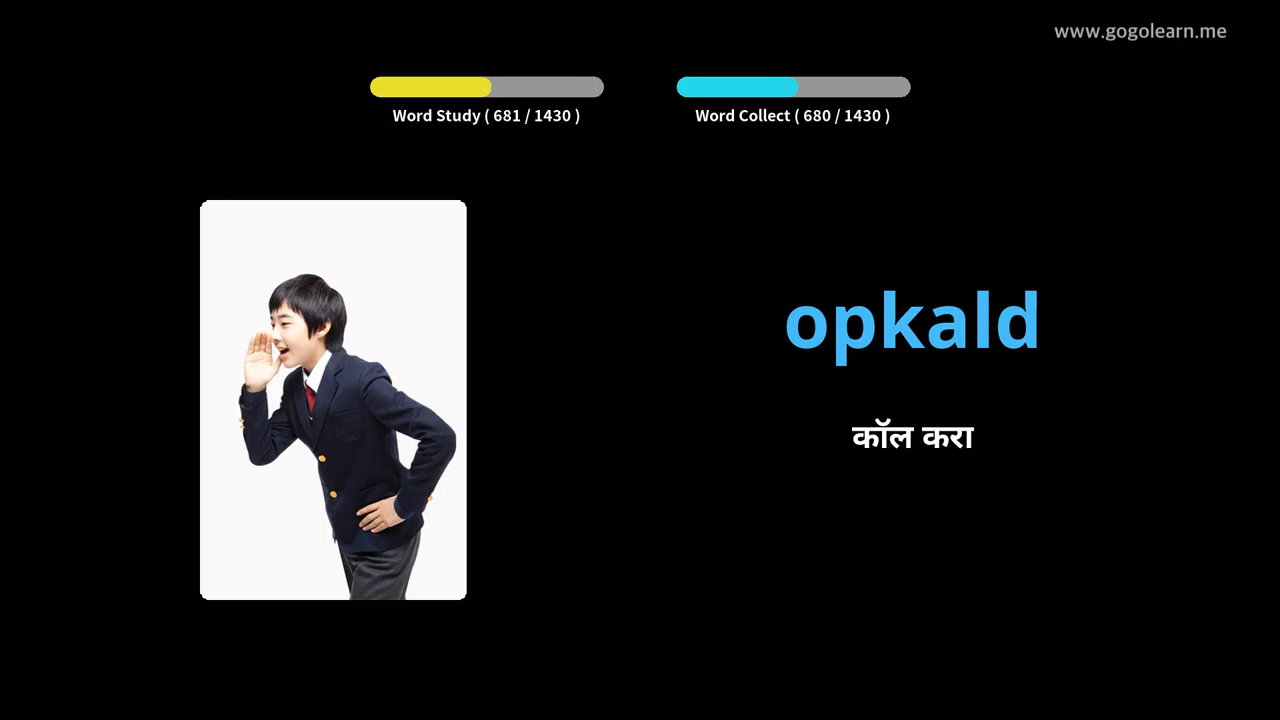 www.gogolearn.me
Word Study ( 681 / 1430 )
Word Collect ( 680 / 1430 )
opkald
कॉल करा